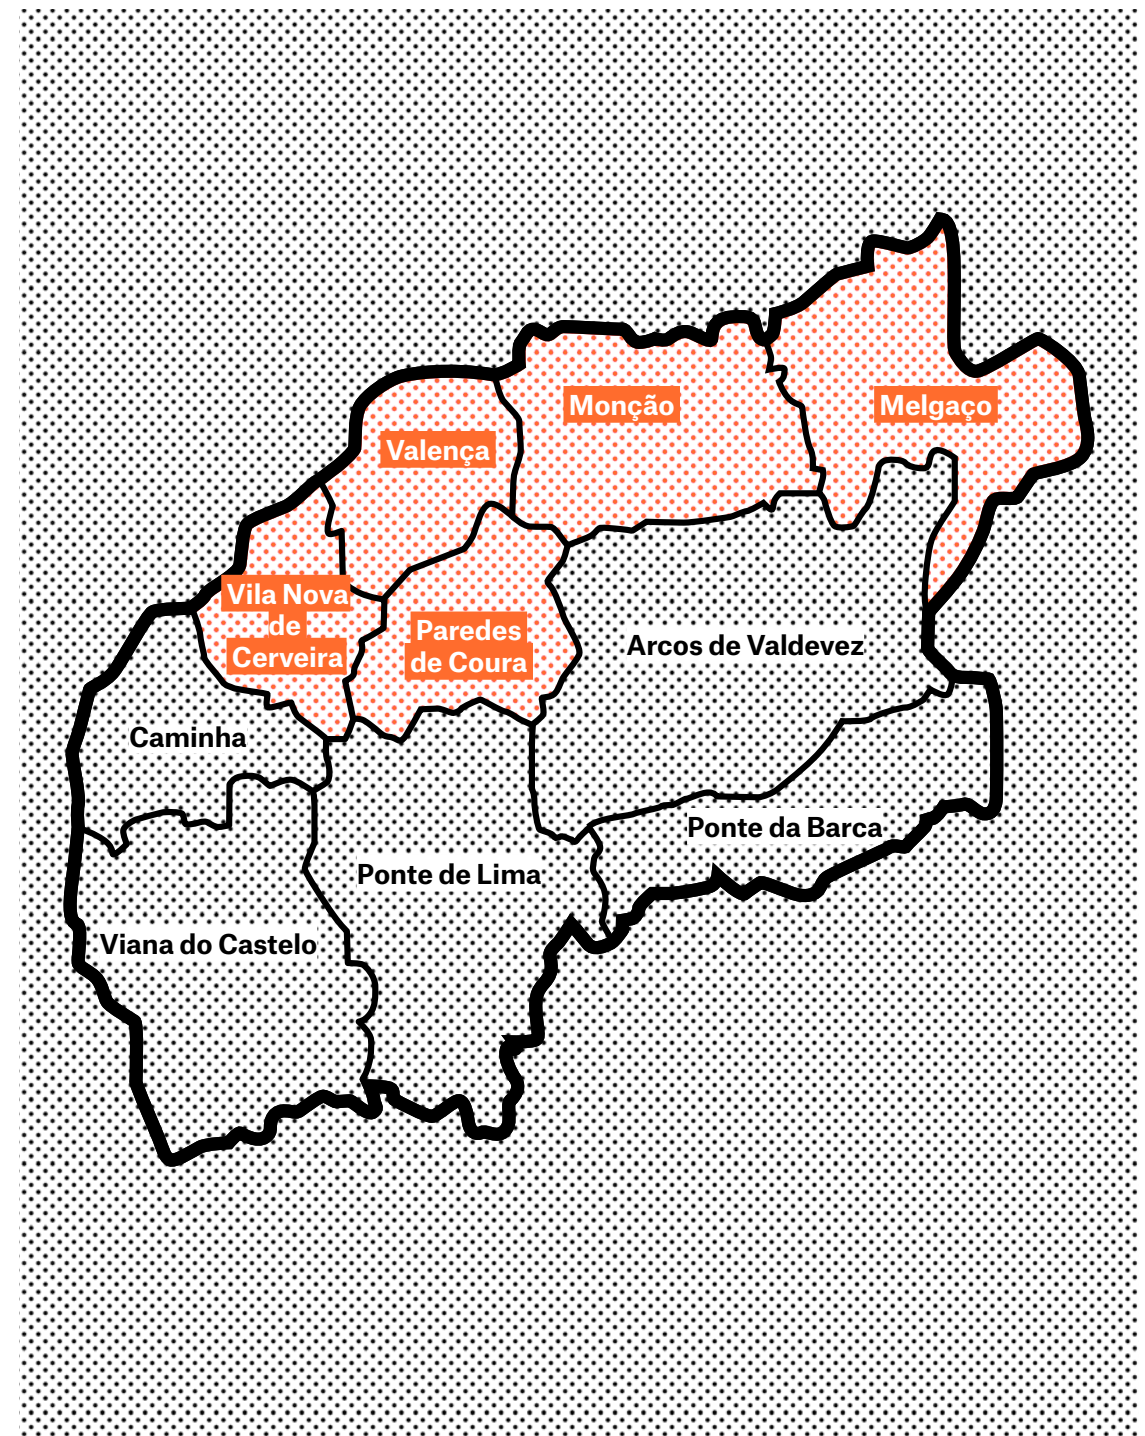 Monção
Melgaço
Valença
Vila Nova
de
Cerveira
Paredes
de Coura
Arcos de Valdevez
Caminha
Ponte da Barca
Ponte de Lima
Viana do Castelo